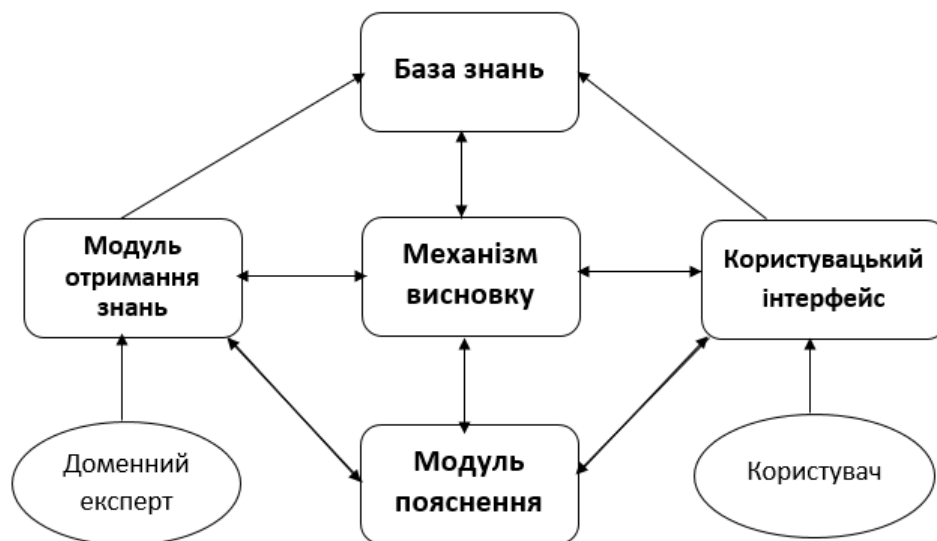 База знань
Модуль
отримання
знань
Механізм
висновку
Користувацький
інтерфейс
Доменний
експерт
Модуль
пояснення
Користувач